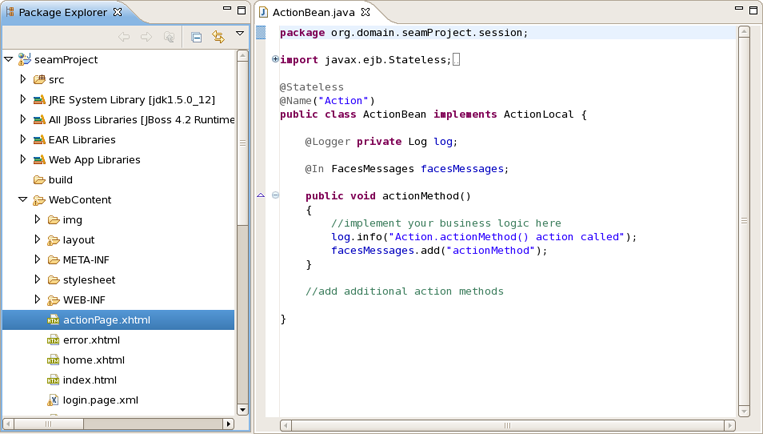 Package Explorer
seamProject
src
JRE System Library [jdk1.5.0_12]
All JBoss Libraries [JBoss 4.2 Runtime
EAR Libraries
Web App Libraries
build
WebContent
img
layout
META-INF
stylesheet
WEB-INF
actionPage.xhtml
error.xhtml
home.xhtml
index.html
login.page.xml
ActionBean.java
package org.domain.seamProject.session;
import javax.ejb.Stateless;
@Stateless
@Name("Action")
public class ActionBean implements ActionLocal {
@Logger private Log log;
@In FacesMessages facesMessages;
public void actionMethod()
{
//implement your business logic here
log.info("Action.actionMethod() action called");
facesMessages.add("actionMethod");
}
//add additional action methods
}